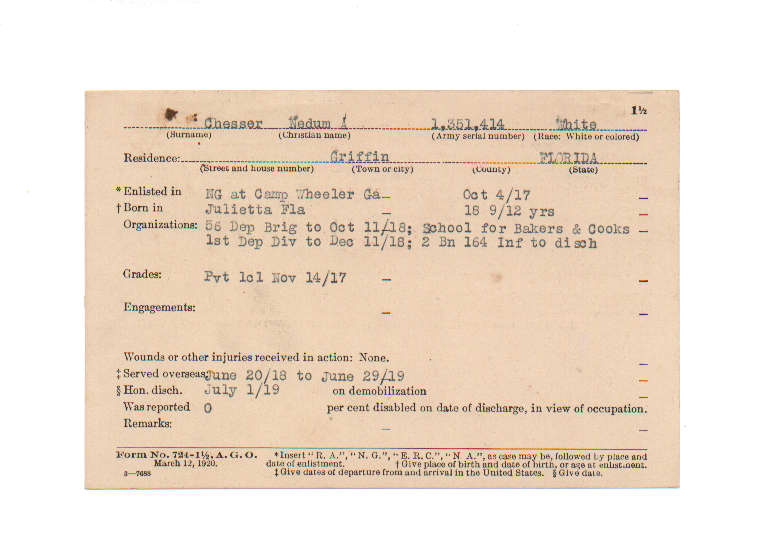 1½
Chesser Nedum A 1,351,414 White
(Surname) (Christian name) (Army serial number) (Race: White or colored)
Residence: Griffin FLORIDA
(Street and house number) (Town or city) (County) (State)
* Enlisted in NG at Camp Wheeler Ga Oct 4/17
† Born in Julietta Fla 18 9/12 yrs
Organizations: 56 Dep Brig to Oct 11/18; School for Bakers & Cooks
1st Dep Div to Dec 11/18; 2 Bn 164 Inf to disch
Grades: Pvt 1cl Nov 14/17
Engagements:
Wounds or other injuries received in action: None.
‡ Served overseas: June 20/18 to June 29/19
§ Hon. disch. July 1/19 on demobilization
Was reported 0 per cent disabled on date of discharge, in view of occupation.
Remarks:
Form No. 724-1½, A. G. O. *Insert "R. A.", "N. G.", "E. R. C.", "N A.", as case may be, followed by place and
March 12, 1920. date of enlistment. † Give place of birth and date of birth, or age at enlistment.
3—7688 ‡ Give dates of departure from and arrival in the United States. § Give date.